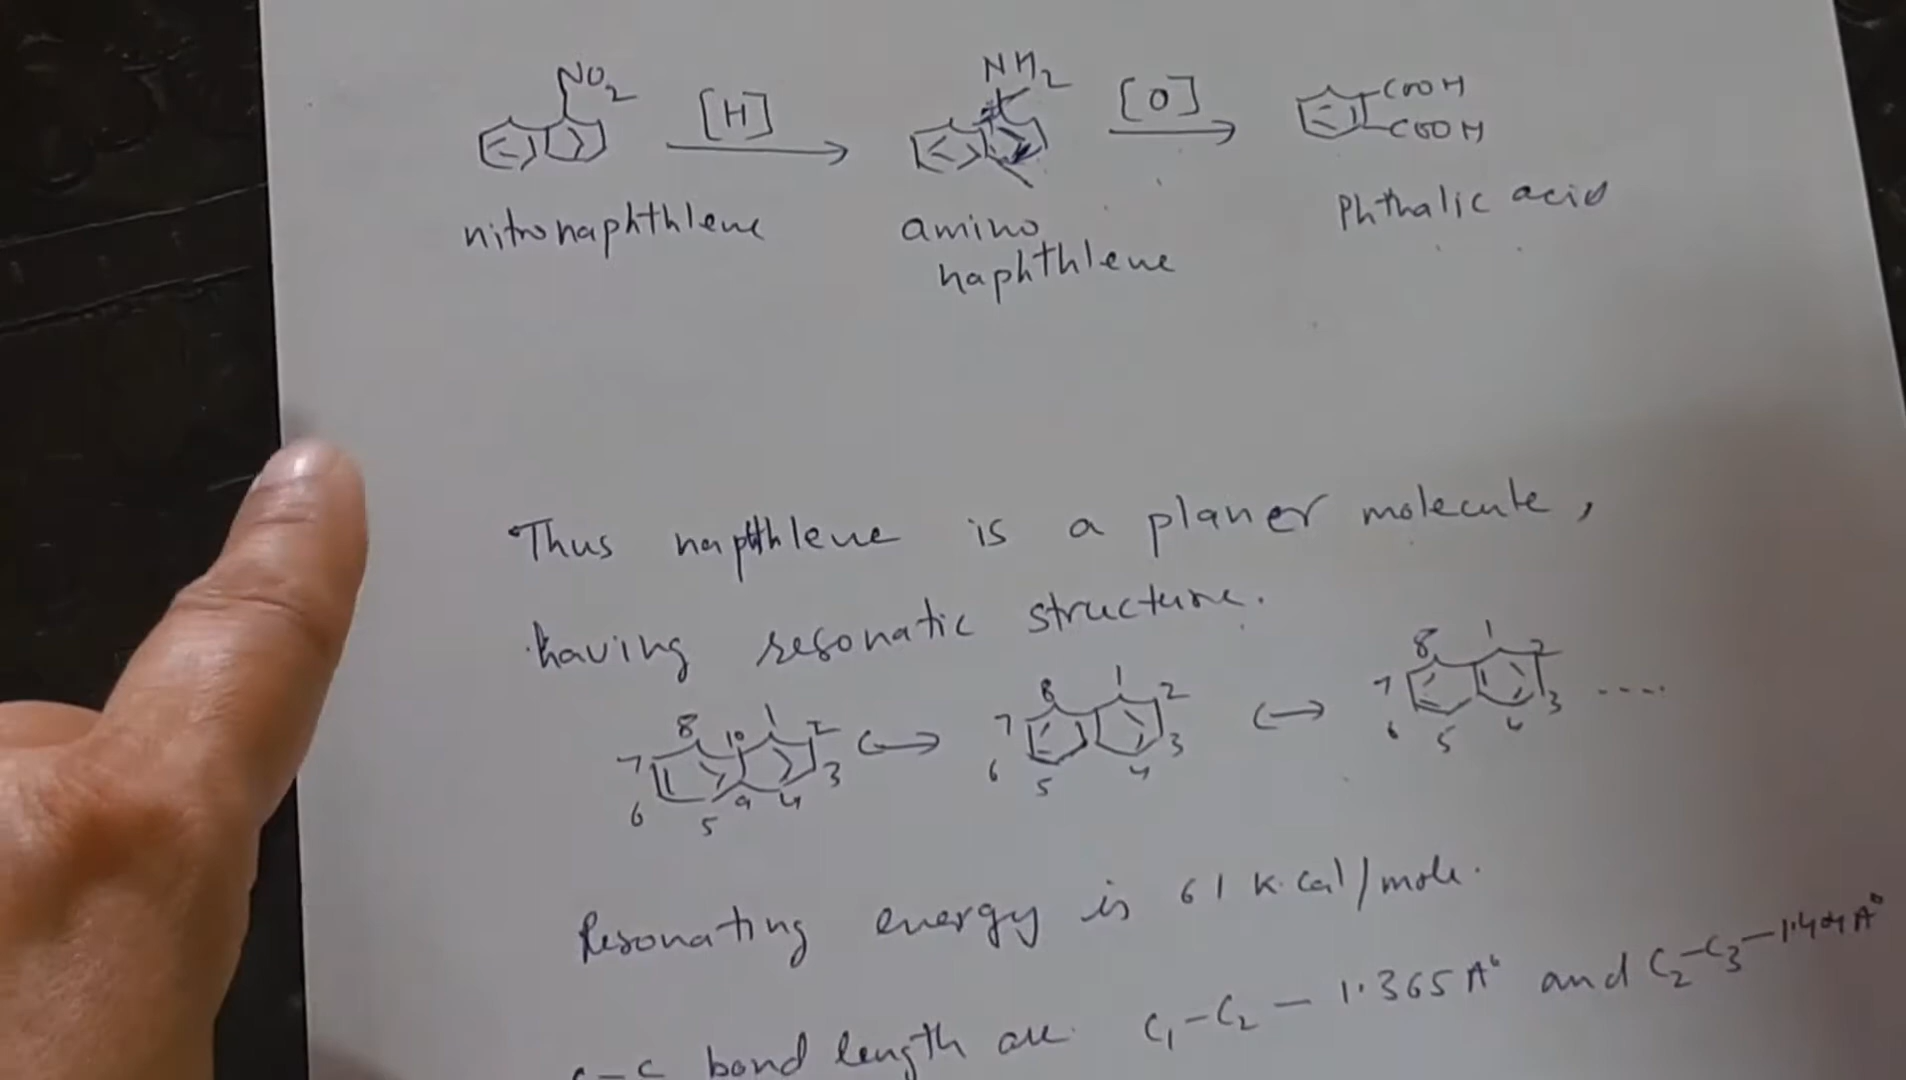 NO2 [H] NH2 [O] COOH
COOH
nitronaphthlene amino Phthalic acid
naphthlene
Thus naphthlene is a planer molecule,
having resonatic structure.
8 10 1 2 8 1 2 8 1 2
7 3 7 3 7 3 ....
6 5 9 4 6 5 4 6 5 4
Resonating energy is 61 K.Cal/mole.
C-C bond length are C1-C2 - 1.365 A° and C2-C3-1.404 A°